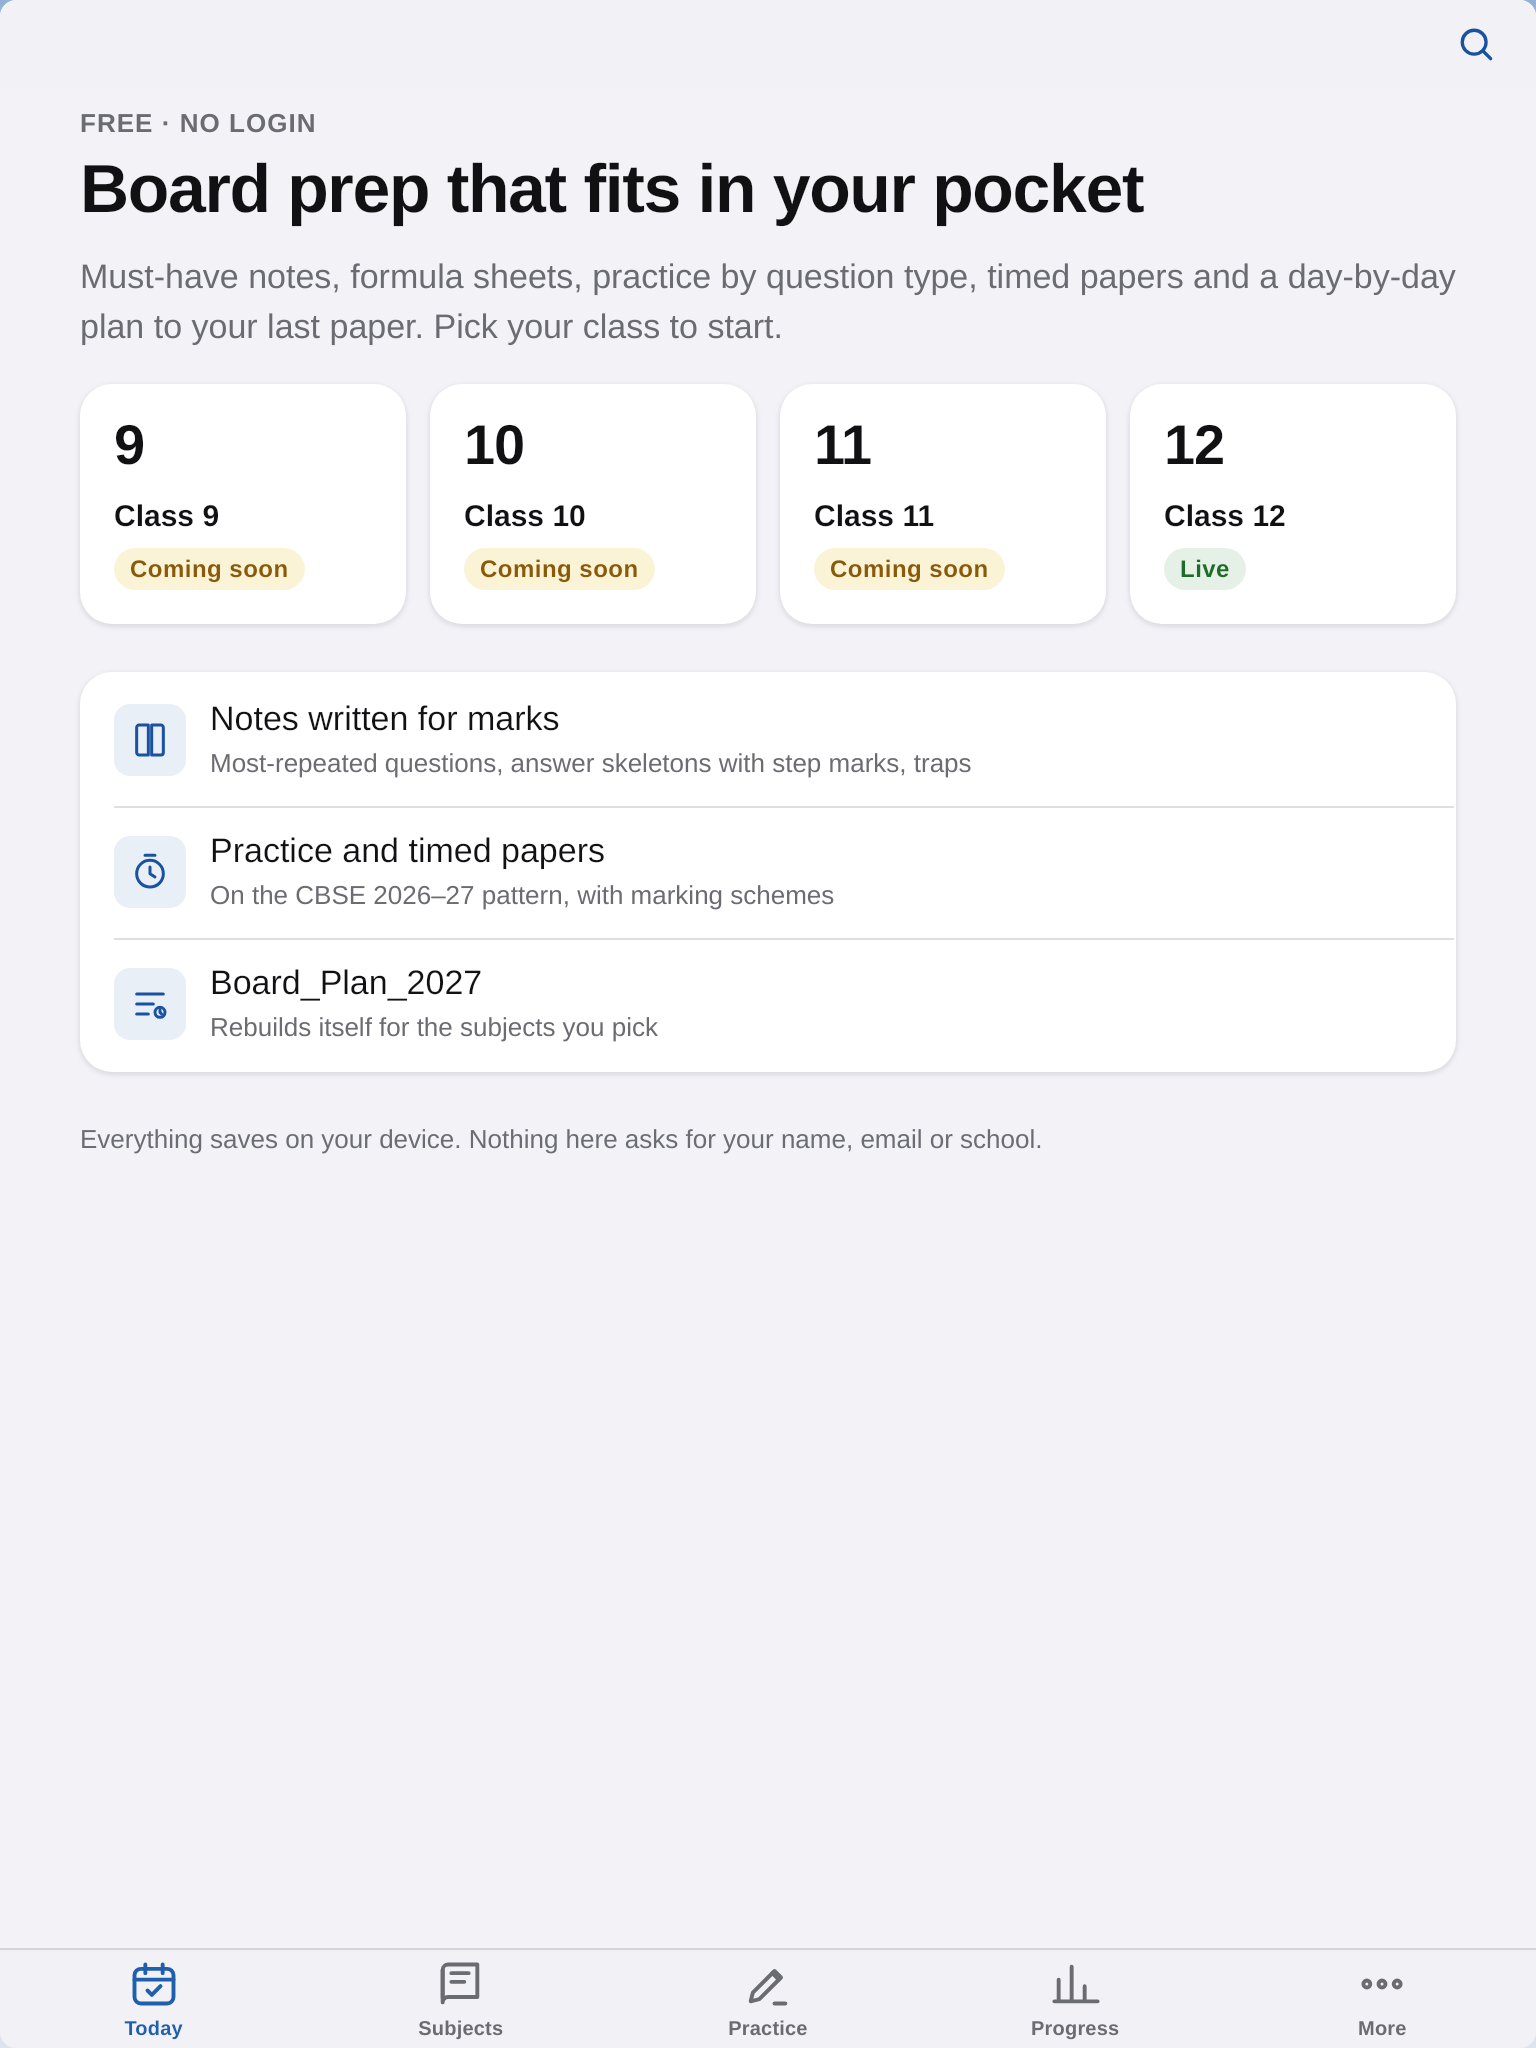 FREE · NO LOGIN
Board prep that fits in your pocket
Must-have notes, formula sheets, practice by question type, timed papers and a day-by-day
plan to your last paper. Pick your class to start.
9
Class 9
Coming soon
10
Class 10
Coming soon
11
Class 11
Coming soon
12
Class 12
Live
Notes written for marks
Most-repeated questions, answer skeletons with step marks, traps
Practice and timed papers
On the CBSE 2026–27 pattern, with marking schemes
Board_Plan_2027
Rebuilds itself for the subjects you pick
Everything saves on your device. Nothing here asks for your name, email or school.
Today
Subjects
Practice
Progress
More